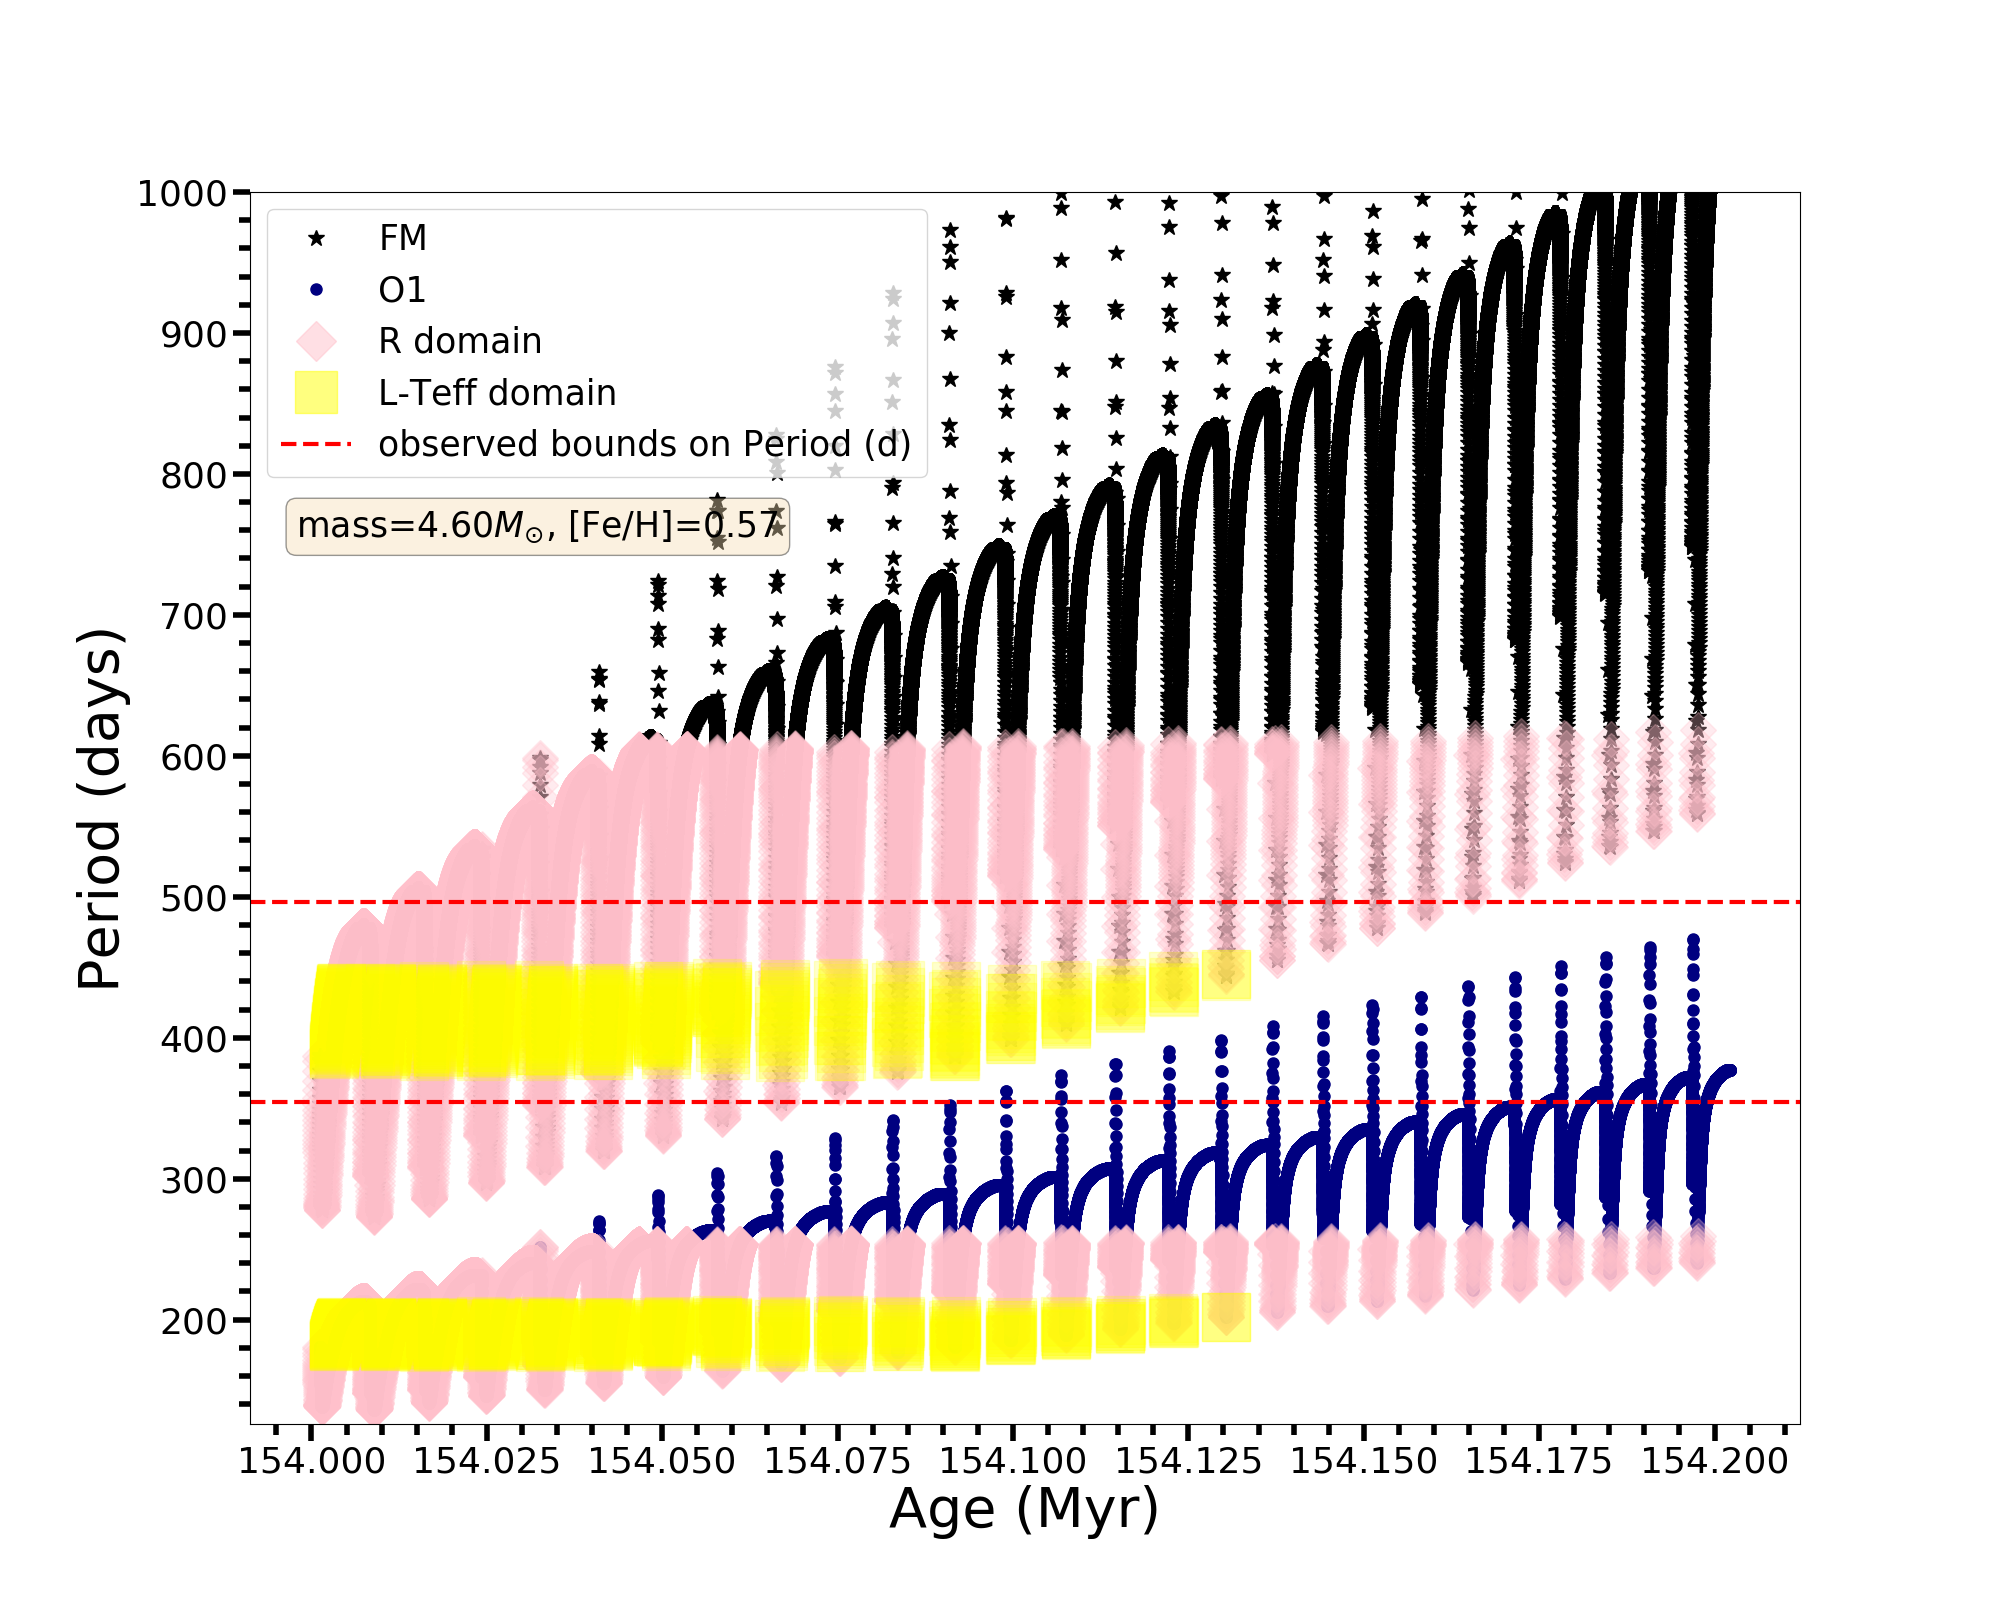 1000
900
800
700
600
500
400
300
200
Period (days)
FM
O1
R domain
L-Teff domain
observed bounds on Period (d)
mass=4.60M⊙, [Fe/H]=0.57
154.000 154.025 154.050 154.075 154.100 154.125 154.150 154.175 154.200
Age (Myr)